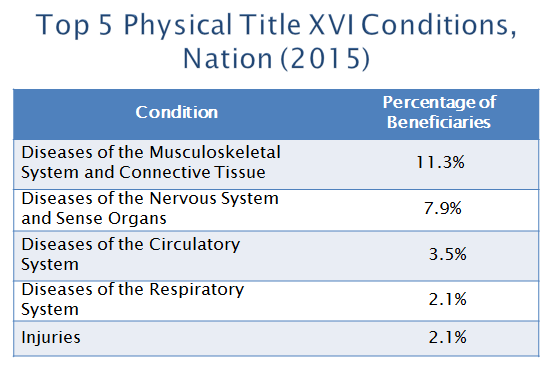 Top 5 Physical Title XVI Conditions,
Nation (2015)
Condition
Percentage of
Beneficiaries
Diseases of the Musculoskeletal
System and Connective Tissue
11.3%
Diseases of the Nervous System
and Sense Organs
7.9%
Diseases of the Circulatory
System
3.5%
Diseases of the Respiratory
System
2.1%
Injuries
2.1%